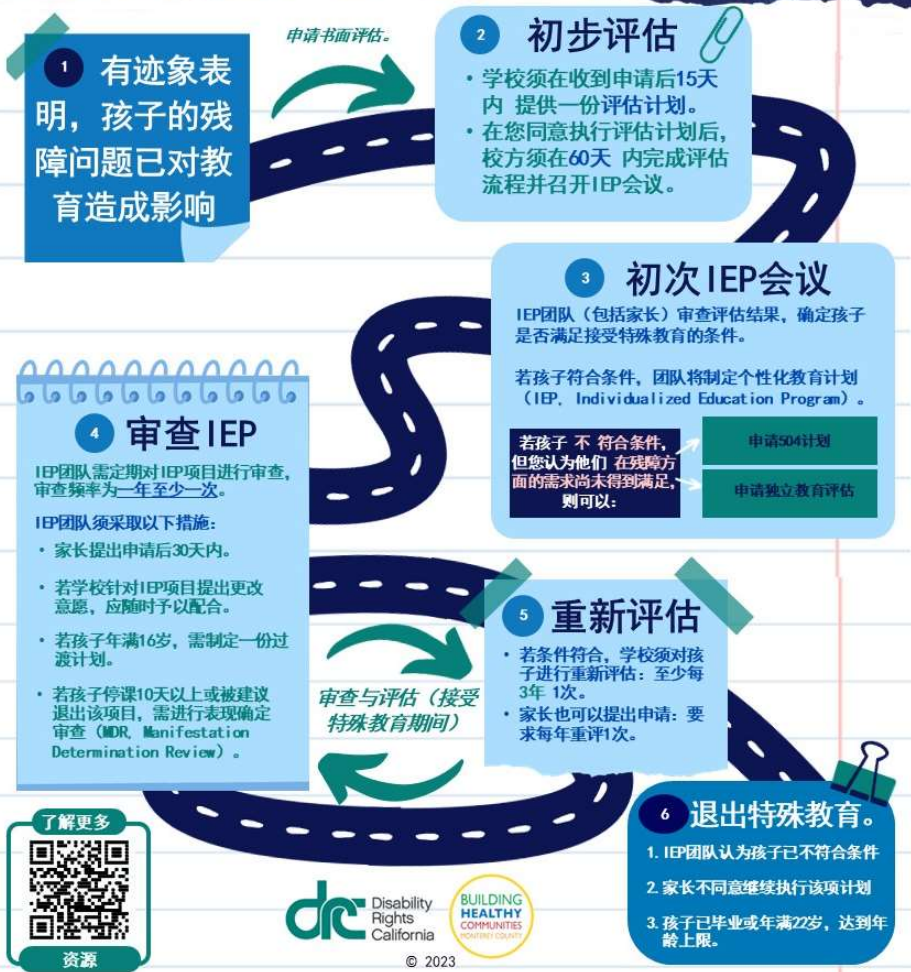 1 有迹象表
明，孩子的残
障问题已对教
育造成影响
申请书面评估。
2 初步评估
• 学校须在收到申请后15天
内 提供一份评估计划。
• 在您同意执行评估计划后，
校方须在60天 内完成评估
流程并召开IEP会议。
3 初次IEP会议
IEP团队（包括家长）审查评估结果，确定孩子
是否满足接受特殊教育的条件。
若孩子符合条件，团队将制定个性化教育计划
（IEP, Individualized Education Program）。
若孩子 不 符合条件，
但您认为他们 在残障方
面的需求尚未得到满足，
则可以：
申请504计划
申请独立教育评估
4 审查IEP
IEP团队需定期对IEP项目进行审查，
审查频率为一年至少一次。
IEP团队须采取以下措施：
• 家长提出申请后30天内。
• 若学校针对IEP项目提出更改
意愿，应随时予以配合。
• 若孩子年满16岁，需制定一份过
渡计划。
• 若孩子停课10天以上或被建议
退出该项目，需进行表现确定
审查（MDR, Manifestation
Determination Review）。
审查与评估（接受
特殊教育期间）
5 重新评估
• 若条件符合，学校须对孩
子进行重新评估：至少每
3年 1次。
• 家长也可以提出申请：要
求每年重评1次。
6 退出特殊教育。
1. IEP团队认为孩子已不符合条件
2. 家长不同意继续执行该项计划
3. 孩子已毕业或年满22岁，达到年
龄上限。
了解更多
资源
drc Disability
Rights
California
BUILDING
HEALTHY
COMMUNITIES
MONTEREY COUNTY
© 2023